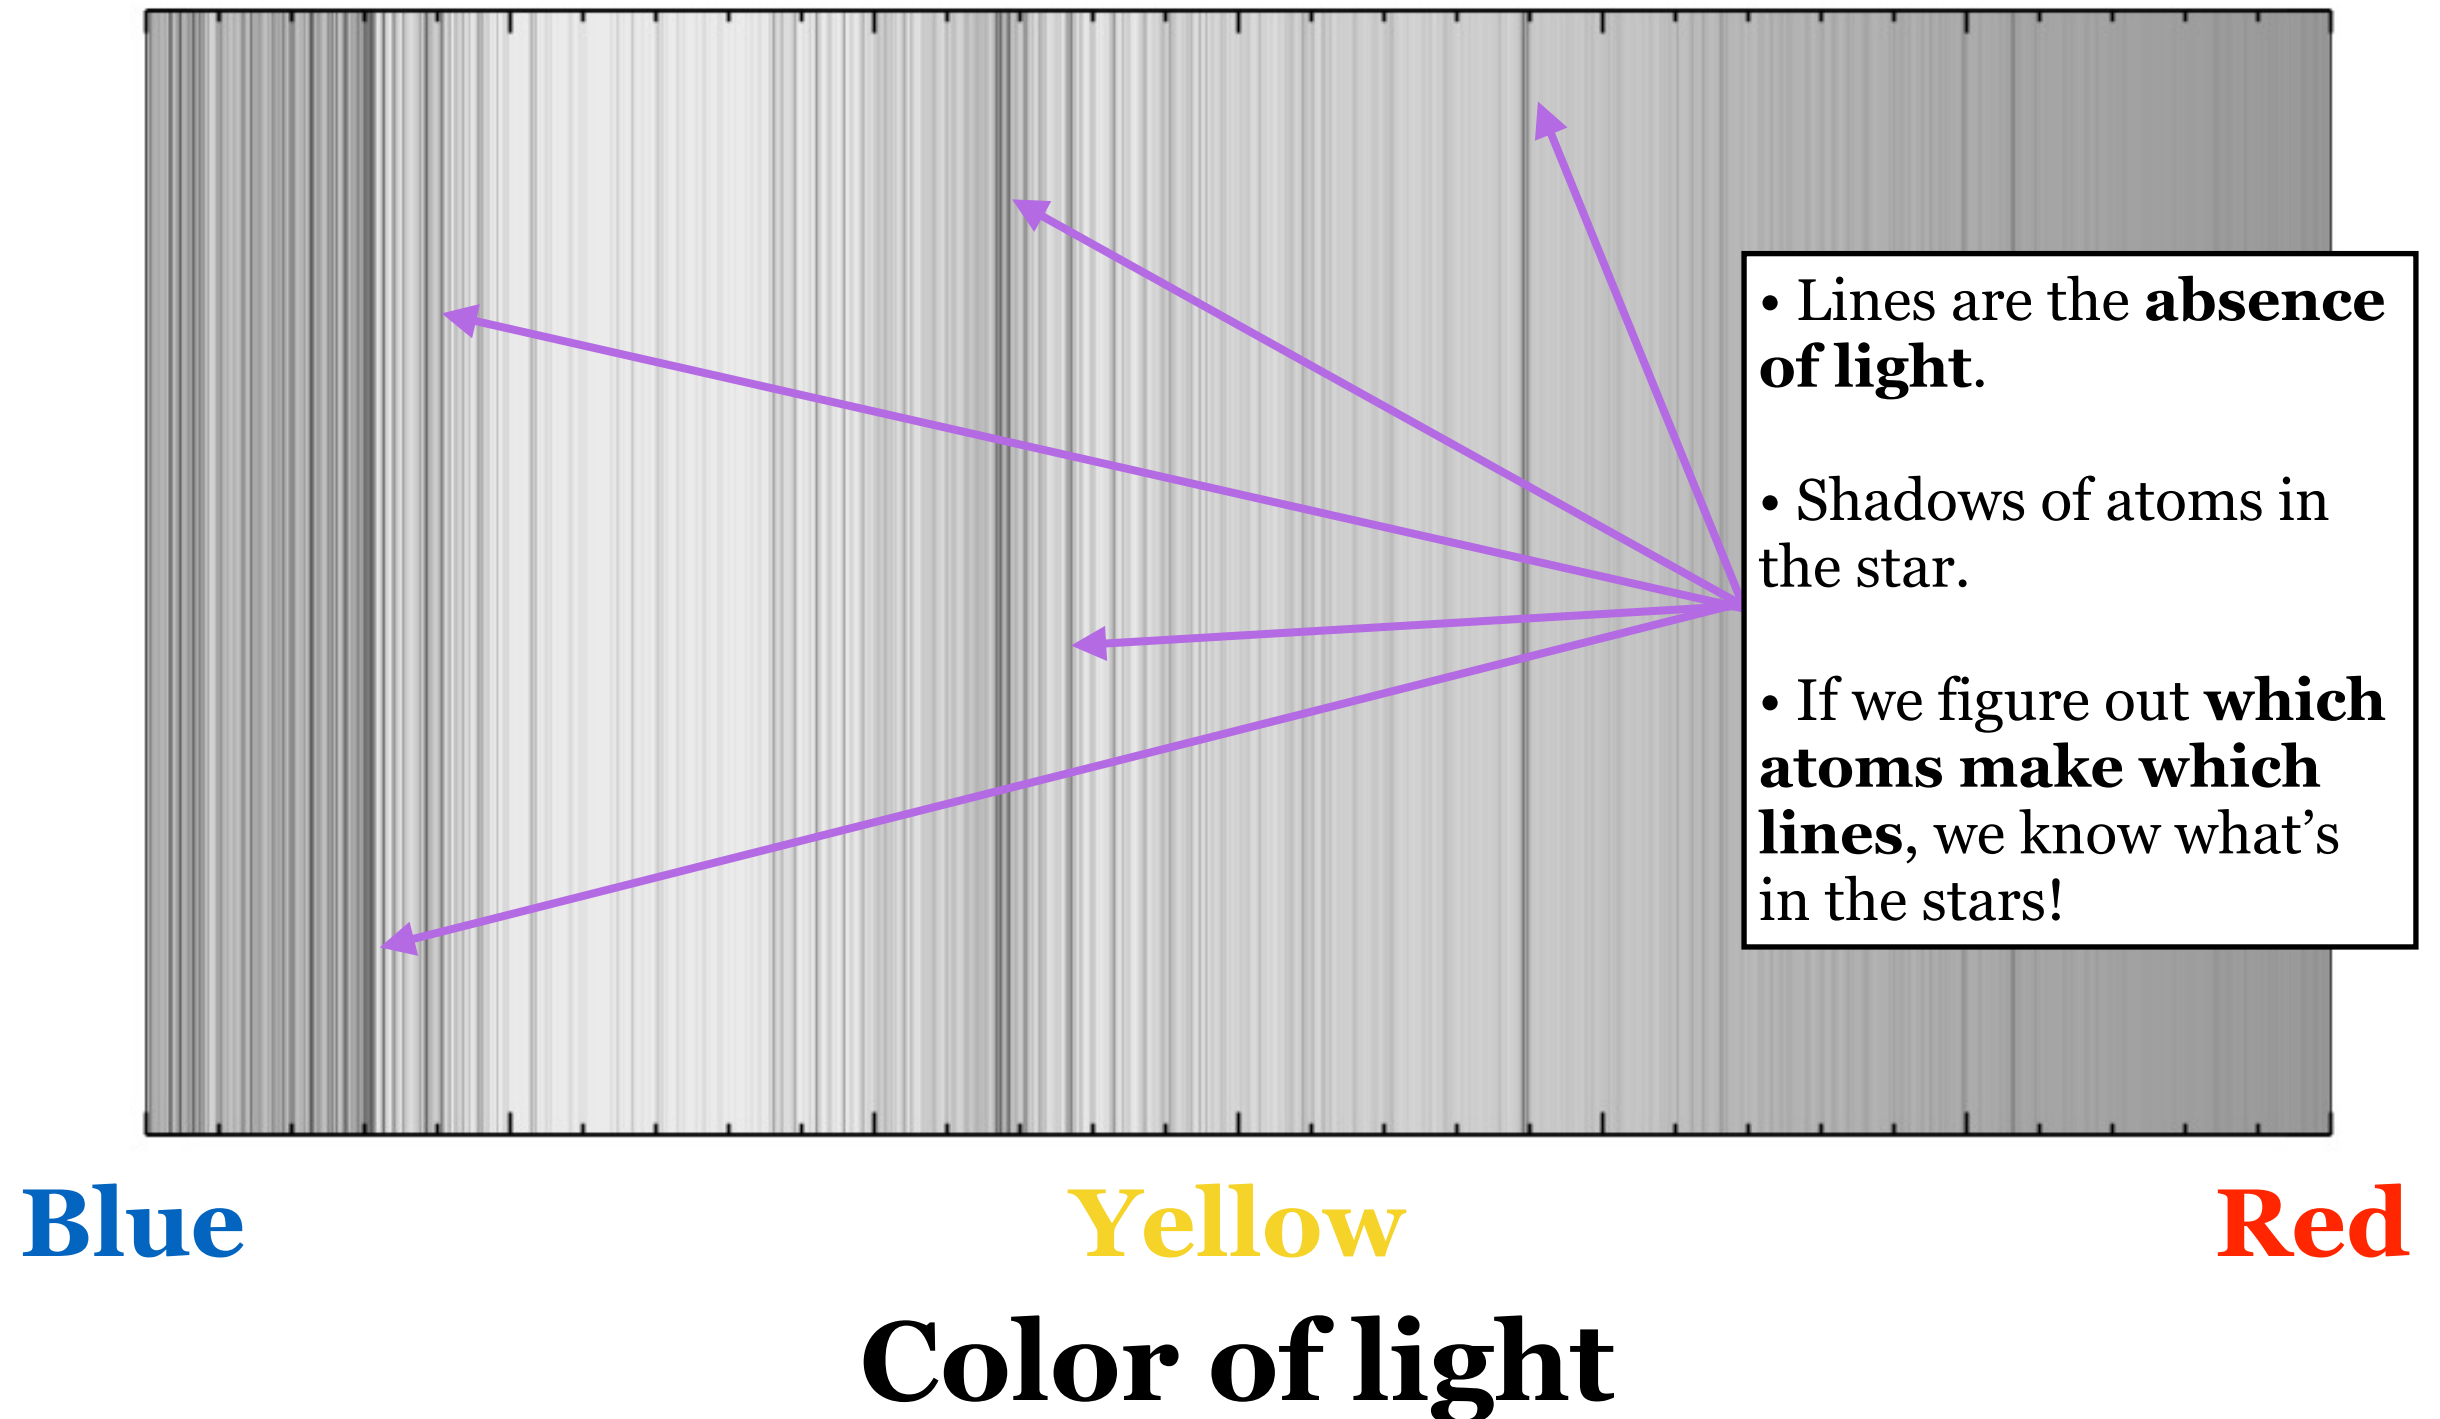 • Lines are the absence
of light.
• Shadows of atoms in
the star.
• If we figure out which
atoms make which
lines, we know what’s
in the stars!
Blue Yellow Red
Color of light